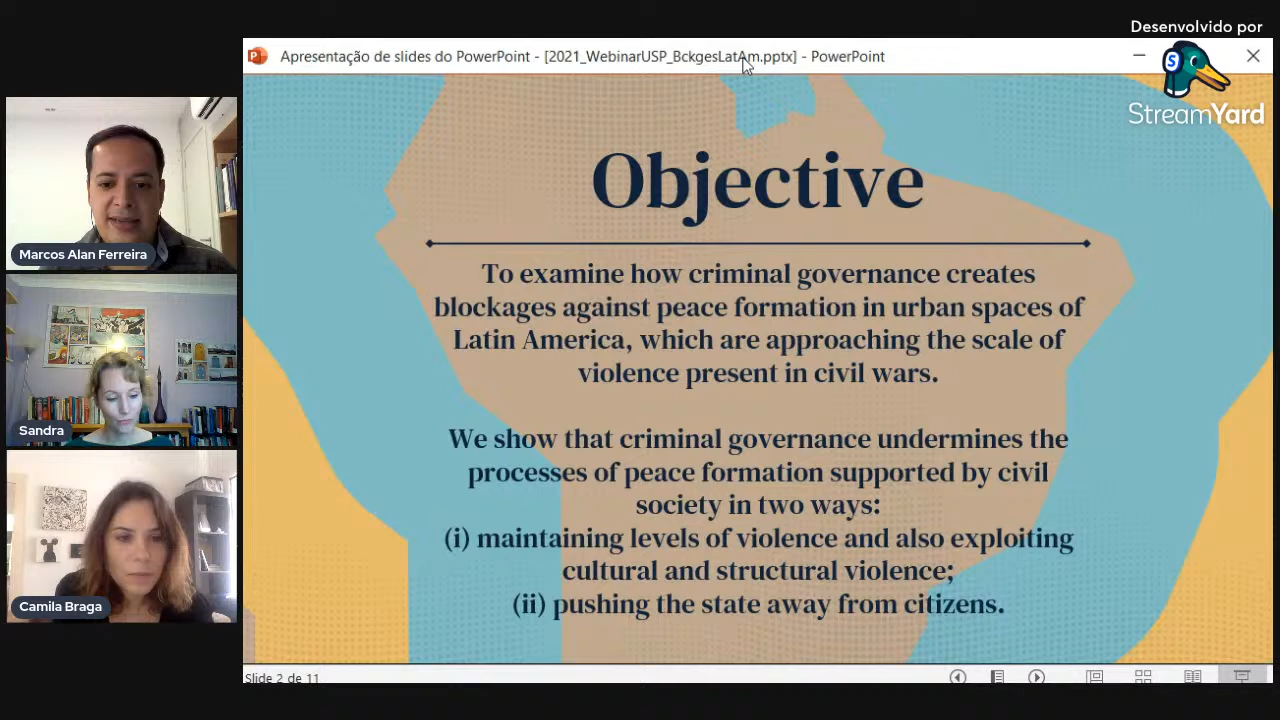 Desenvolvido por
StreamYard
Apresentação de slides do PowerPoint - [2021_WebinarUSP_BckgesLatAm.pptx] - PowerPoint
Objective
To examine how criminal governance creates
blockages against peace formation in urban spaces of
Latin America, which are approaching the scale of
violence present in civil wars.
We show that criminal governance undermines the
processes of peace formation supported by civil
society in two ways:
(i) maintaining levels of violence and also exploiting
cultural and structural violence;
(ii) pushing the state away from citizens.
Slide 2 de 11
Marcos Alan Ferreira
Sandra
Camila Braga